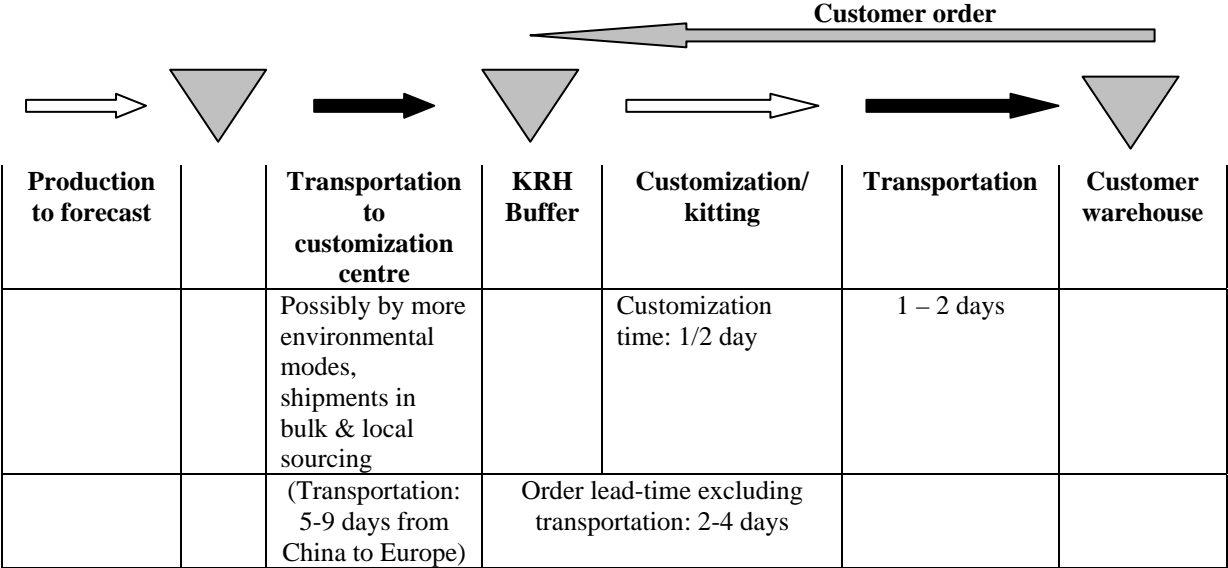 Customer order
Production
to forecast
Transportation
to
customization
centre
KRH
Buffer
Customization/
kitting
Transportation
Customer
warehouse
Possibly by more
environmental
modes,
shipments in
bulk & local
sourcing
Customization
time: 1/2 day
1 – 2 days
(Transportation:
5-9 days from
China to Europe)
Order lead-time excluding
transportation: 2-4 days